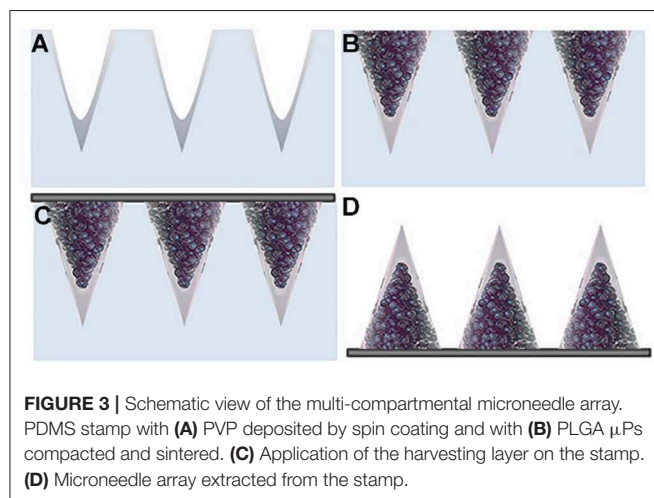 A
B
C
D
FIGURE 3 | Schematic view of the multi-compartmental microneedle array.
PDMS stamp with (A) PVP deposited by spin coating and with (B) PLGA μPs
compacted and sintered. (C) Application of the harvesting layer on the stamp.
(D) Microneedle array extracted from the stamp.